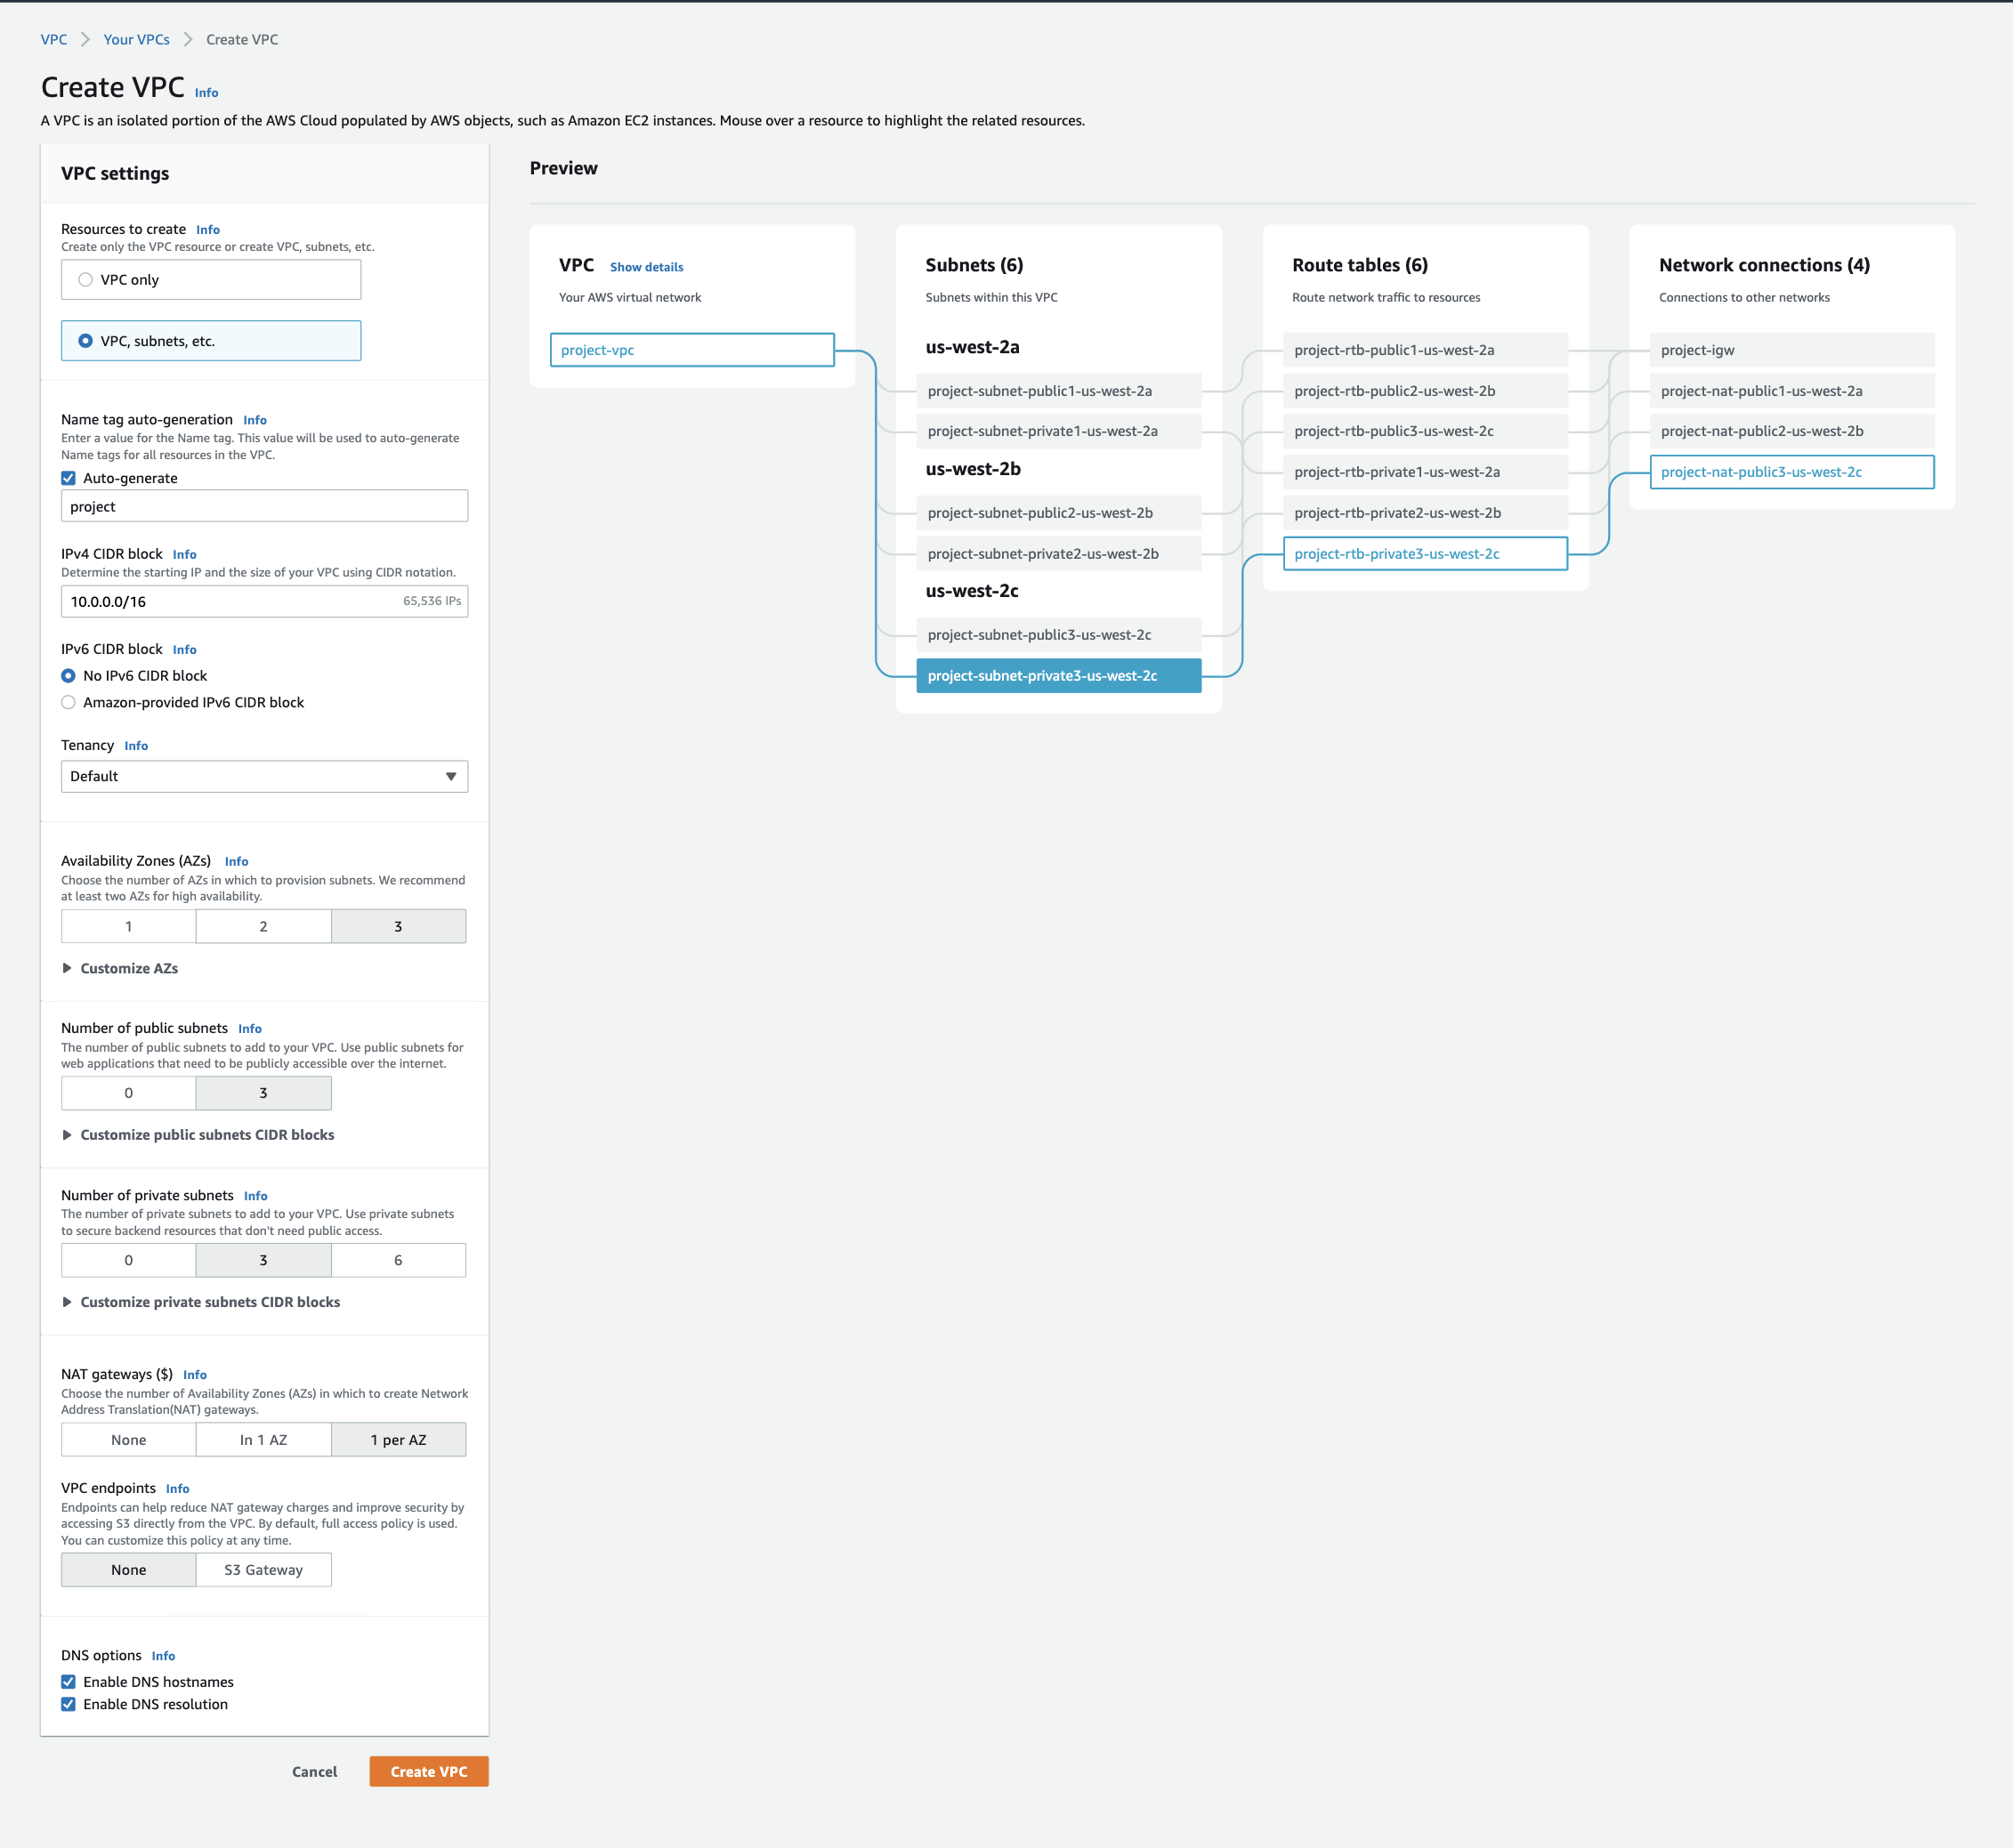 VPC > Your VPCs > Create VPC
Create VPC Info
A VPC is an isolated portion of the AWS Cloud populated by AWS objects, such as Amazon EC2 instances. Mouse over a resource to highlight the related resources.
VPC settings
Resources to create Info
Create only the VPC resource or create VPC, subnets, etc.
VPC only
VPC, subnets, etc.
Name tag auto-generation Info
Enter a value for the Name tag. This value will be used to auto-generate
Name tags for all resources in the VPC.
Auto-generate
project
IPv4 CIDR block Info
Determine the starting IP and the size of your VPC using CIDR notation.
10.0.0.0/16 65,536 IPs
IPv6 CIDR block Info
No IPv6 CIDR block
Amazon-provided IPv6 CIDR block
Tenancy Info
Default
Availability Zones (AZs) Info
Choose the number of AZs in which to provision subnets. We recommend
at least two AZs for high availability.
1 2 3
Customize AZs
Number of public subnets Info
The number of public subnets to add to your VPC. Use public subnets for
web applications that need to be publicly accessible over the internet.
0 3
Customize public subnets CIDR blocks
Number of private subnets Info
The number of private subnets to add to your VPC. Use private subnets
to secure backend resources that don't need public access.
0 3 6
Customize private subnets CIDR blocks
NAT gateways ($) Info
Choose the number of Availability Zones (AZs) in which to create Network
Address Translation(NAT) gateways.
None In 1 AZ 1 per AZ
VPC endpoints Info
Endpoints can help reduce NAT gateway charges and improve security by
accessing S3 directly from the VPC. By default, full access policy is used.
You can customize this policy at any time.
None S3 Gateway
DNS options Info
Enable DNS hostnames
Enable DNS resolution
Cancel Create VPC
Preview
VPC Show details
Your AWS virtual network
project-vpc
Subnets (6)
Subnets within this VPC
us-west-2a
project-subnet-public1-us-west-2a
project-subnet-private1-us-west-2a
us-west-2b
project-subnet-public2-us-west-2b
project-subnet-private2-us-west-2b
us-west-2c
project-subnet-public3-us-west-2c
project-subnet-private3-us-west-2c
Route tables (6)
Route network traffic to resources
project-rtb-public1-us-west-2a
project-rtb-public2-us-west-2b
project-rtb-public3-us-west-2c
project-rtb-private1-us-west-2a
project-rtb-private2-us-west-2b
project-rtb-private3-us-west-2c
Network connections (4)
Connections to other networks
project-igw
project-nat-public1-us-west-2a
project-nat-public2-us-west-2b
project-nat-public3-us-west-2c